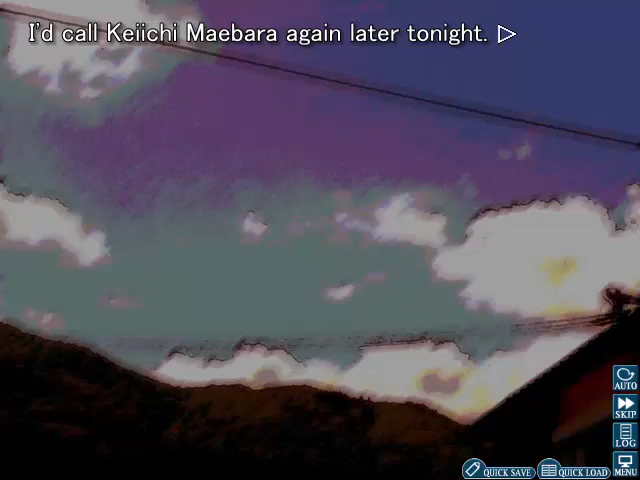 I'd call Keiichi Maebara again later tonight.
AUTO
SKIP
LOG
MENU
QUICK SAVE
QUICK LOAD